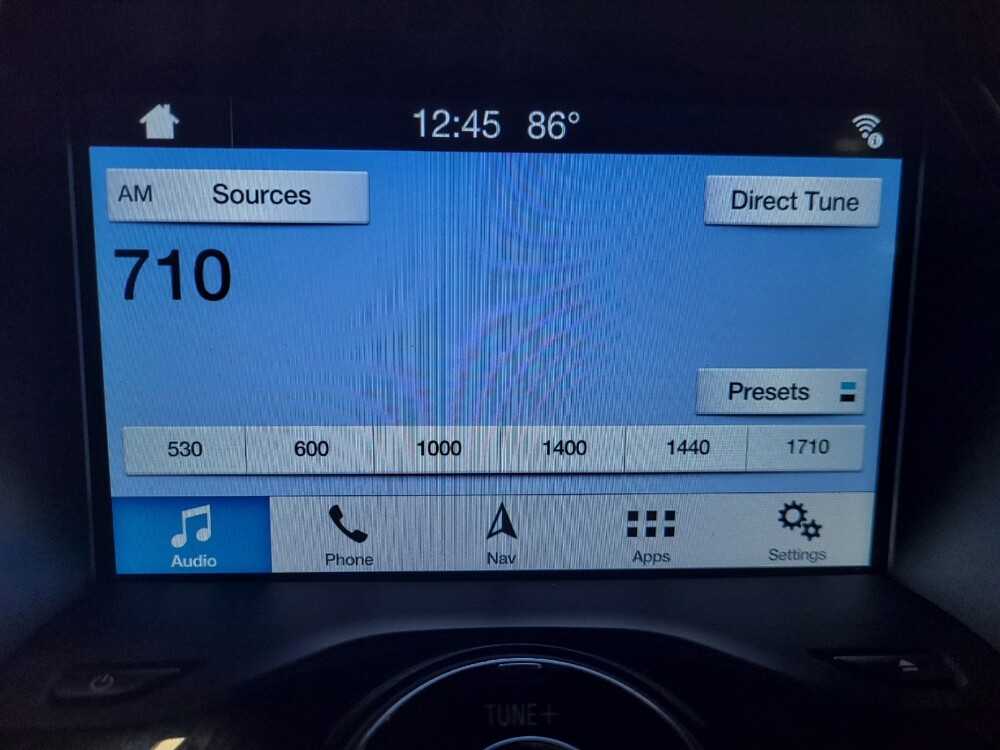 12:45 86°
AM Sources
Direct Tune
710
Presets
530 600 1000 1400 1440 1710
Audio Phone Nav Apps Settings
TUNE+